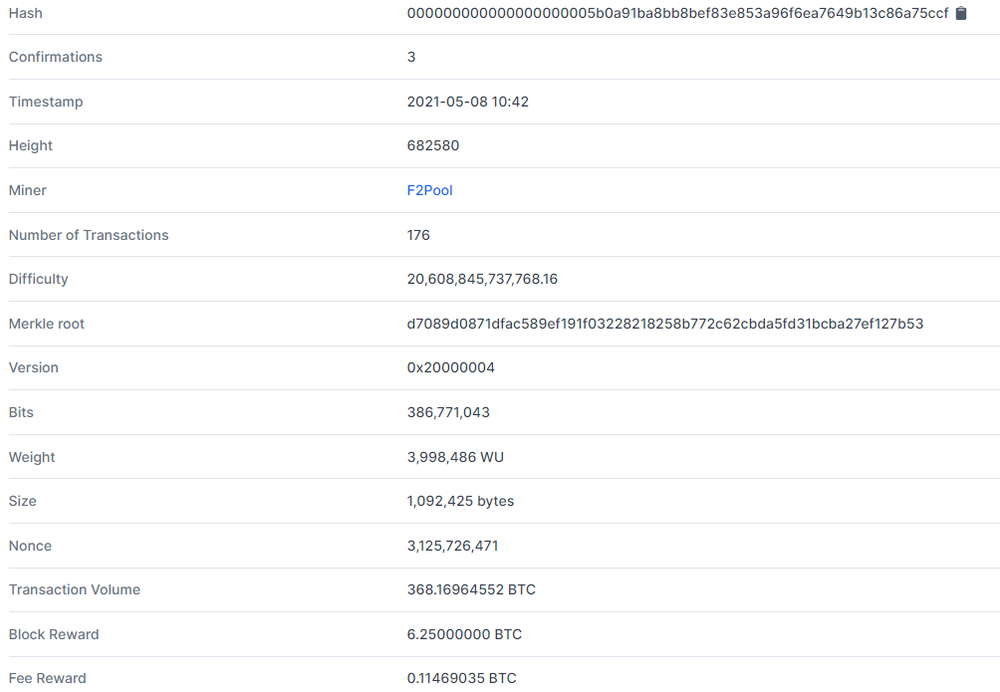 Hash 000000000000000000005b0a91ba8bb8bef83e853a96f6ea7649b13c86a75ccf
Confirmations 3
Timestamp 2021-05-08 10:42
Height 682580
Miner F2Pool
Number of Transactions 176
Difficulty 20,608,845,737,768.16
Merkle root d7089d0871dfac589ef191f03228218258b772c62cbda5fd31bcba27ef127b53
Version 0x20000004
Bits 386,771,043
Weight 3,998,486 WU
Size 1,092,425 bytes
Nonce 3,125,726,471
Transaction Volume 368.16964552 BTC
Block Reward 6.25000000 BTC
Fee Reward 0.11469035 BTC